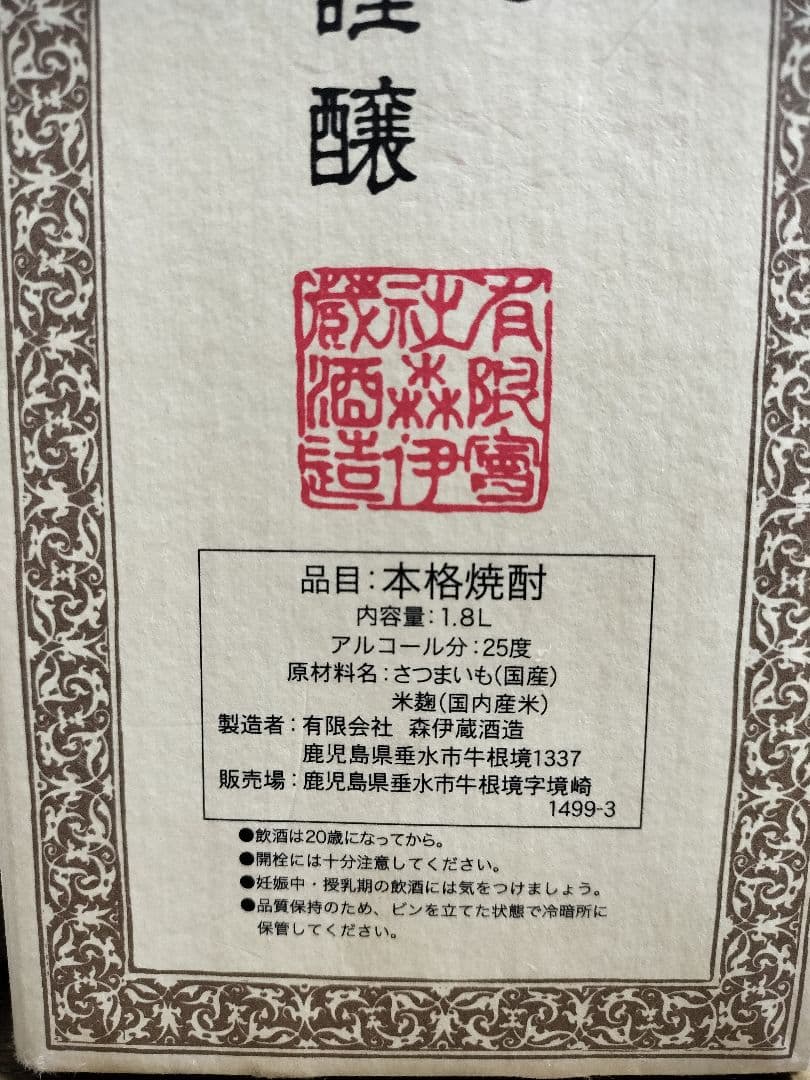 醸
有限會
社森伊
蔵酒造
品目：本格焼酎
内容量：1.8L
アルコール分：25度
原材料名：さつまいも（国産）
米麹（国内産米）
製造者：有限会社 森伊蔵酒造
鹿児島県垂水市牛根境1337
販売場：鹿児島県垂水市牛根境字境崎
1499-3
●飲酒は20歳になってから。
●開栓には十分注意してください。
●妊娠中・授乳期の飲酒には気をつけましょう。
●品質保持のため、ビンを立てた状態で冷暗所に
保管してください。